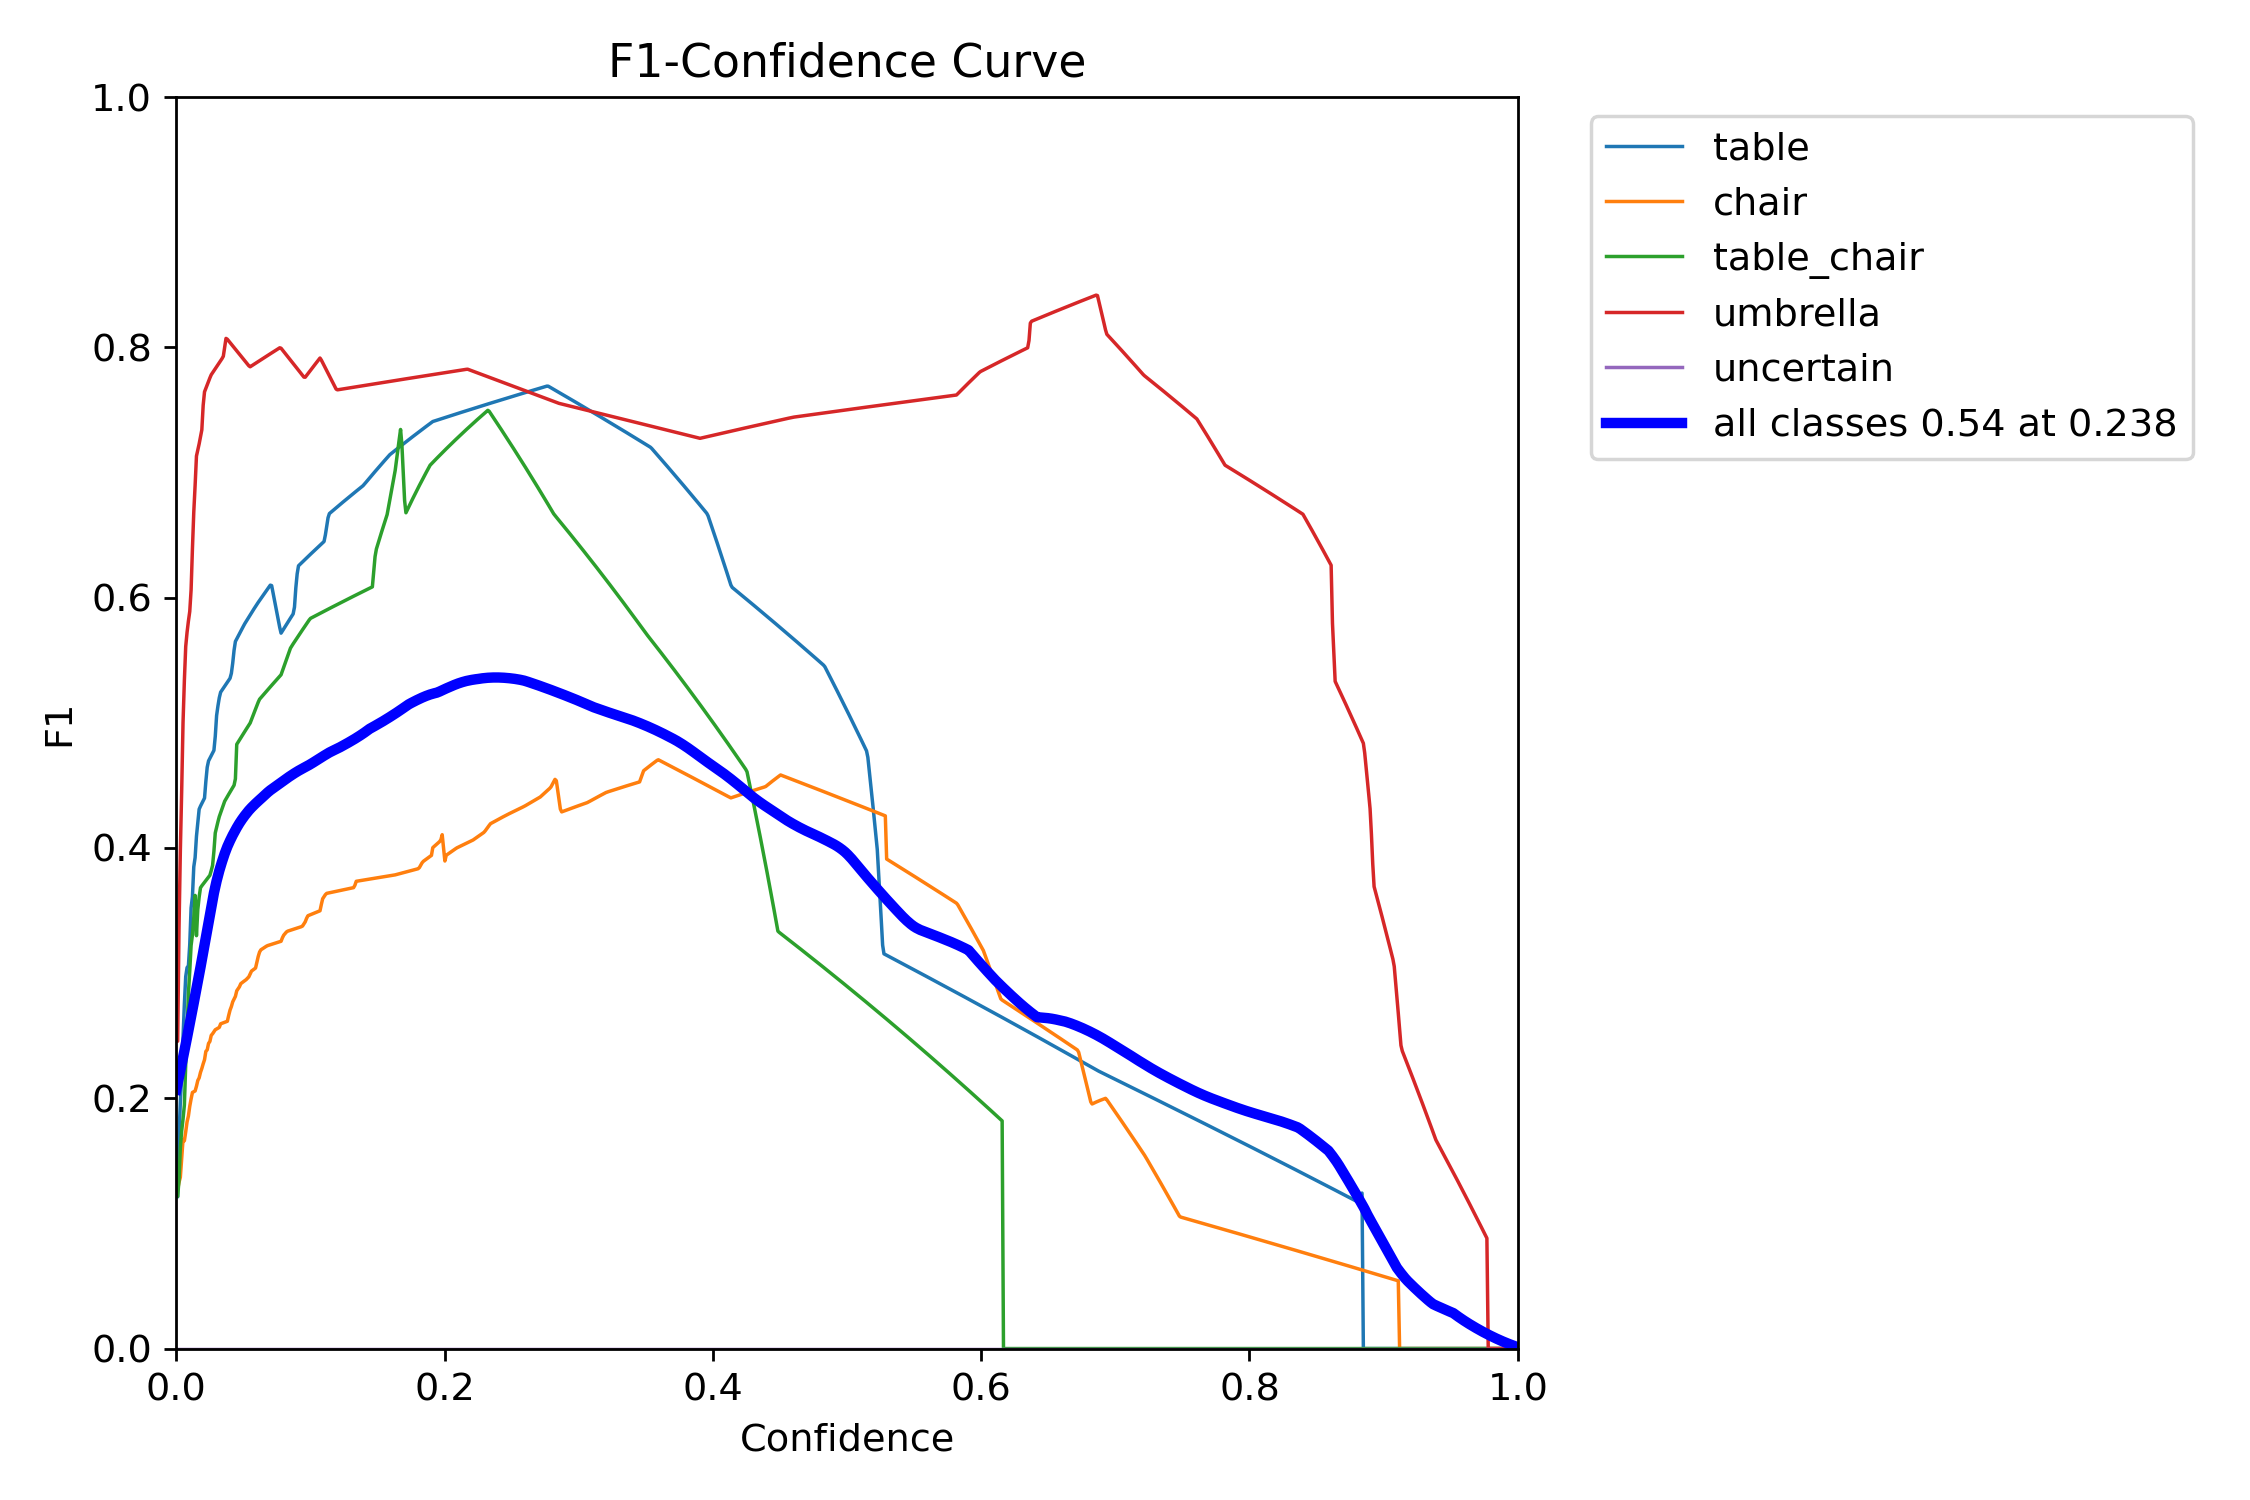 F1-Confidence Curve
1.0
0.8
0.6
0.4
0.2
0.0
F1
0.0 0.2 0.4 0.6 0.8 1.0
Confidence
table
chair
table_chair
umbrella
uncertain
all classes 0.54 at 0.238